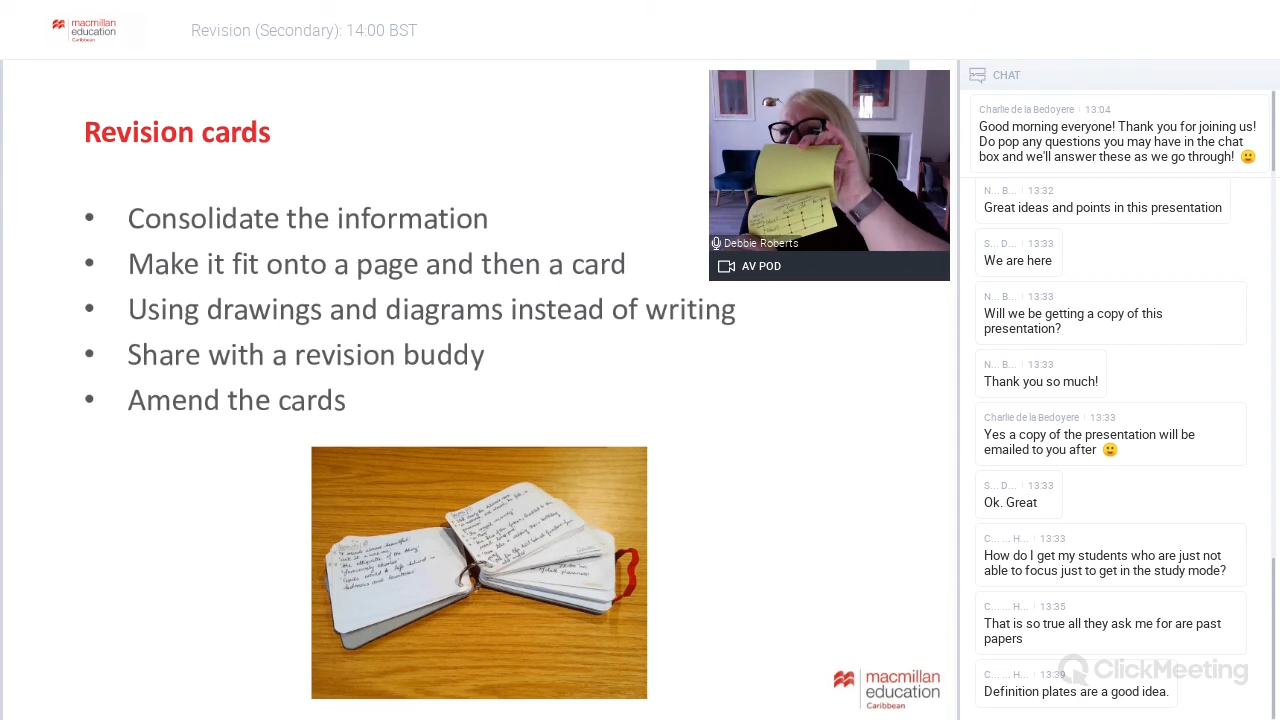 macmillan
education
Caribbean
Revision (Secondary): 14:00 BST
Revision cards
• Consolidate the information
• Make it fit onto a page and then a card
• Using drawings and diagrams instead of writing
• Share with a revision buddy
• Amend the cards
Debbie Roberts
AV POD
macmillan
education
Caribbean
CHAT
Charlie de la Bedoyere 13:04
Good morning everyone! Thank you for joining us!
Do pop any questions you may have in the chat
box and we'll answer these as we go through! 🙂
N... B... 13:32
Great ideas and points in this presentation
S... D... 13:33
We are here
N... B... 13:33
Will we be getting a copy of this
presentation?
N... B... 13:33
Thank you so much!
Charlie de la Bedoyere 13:33
Yes a copy of the presentation will be
emailed to you after 🙂
S... D... 13:33
Ok. Great
C... ... H... 13:33
How do I get my students who are just not
able to focus just to get in the study mode?
C... ... H... 13:35
That is so true all they ask me for are past
papers
C... ... H... 13:39
Definition plates are a good idea.
ClickMeeting